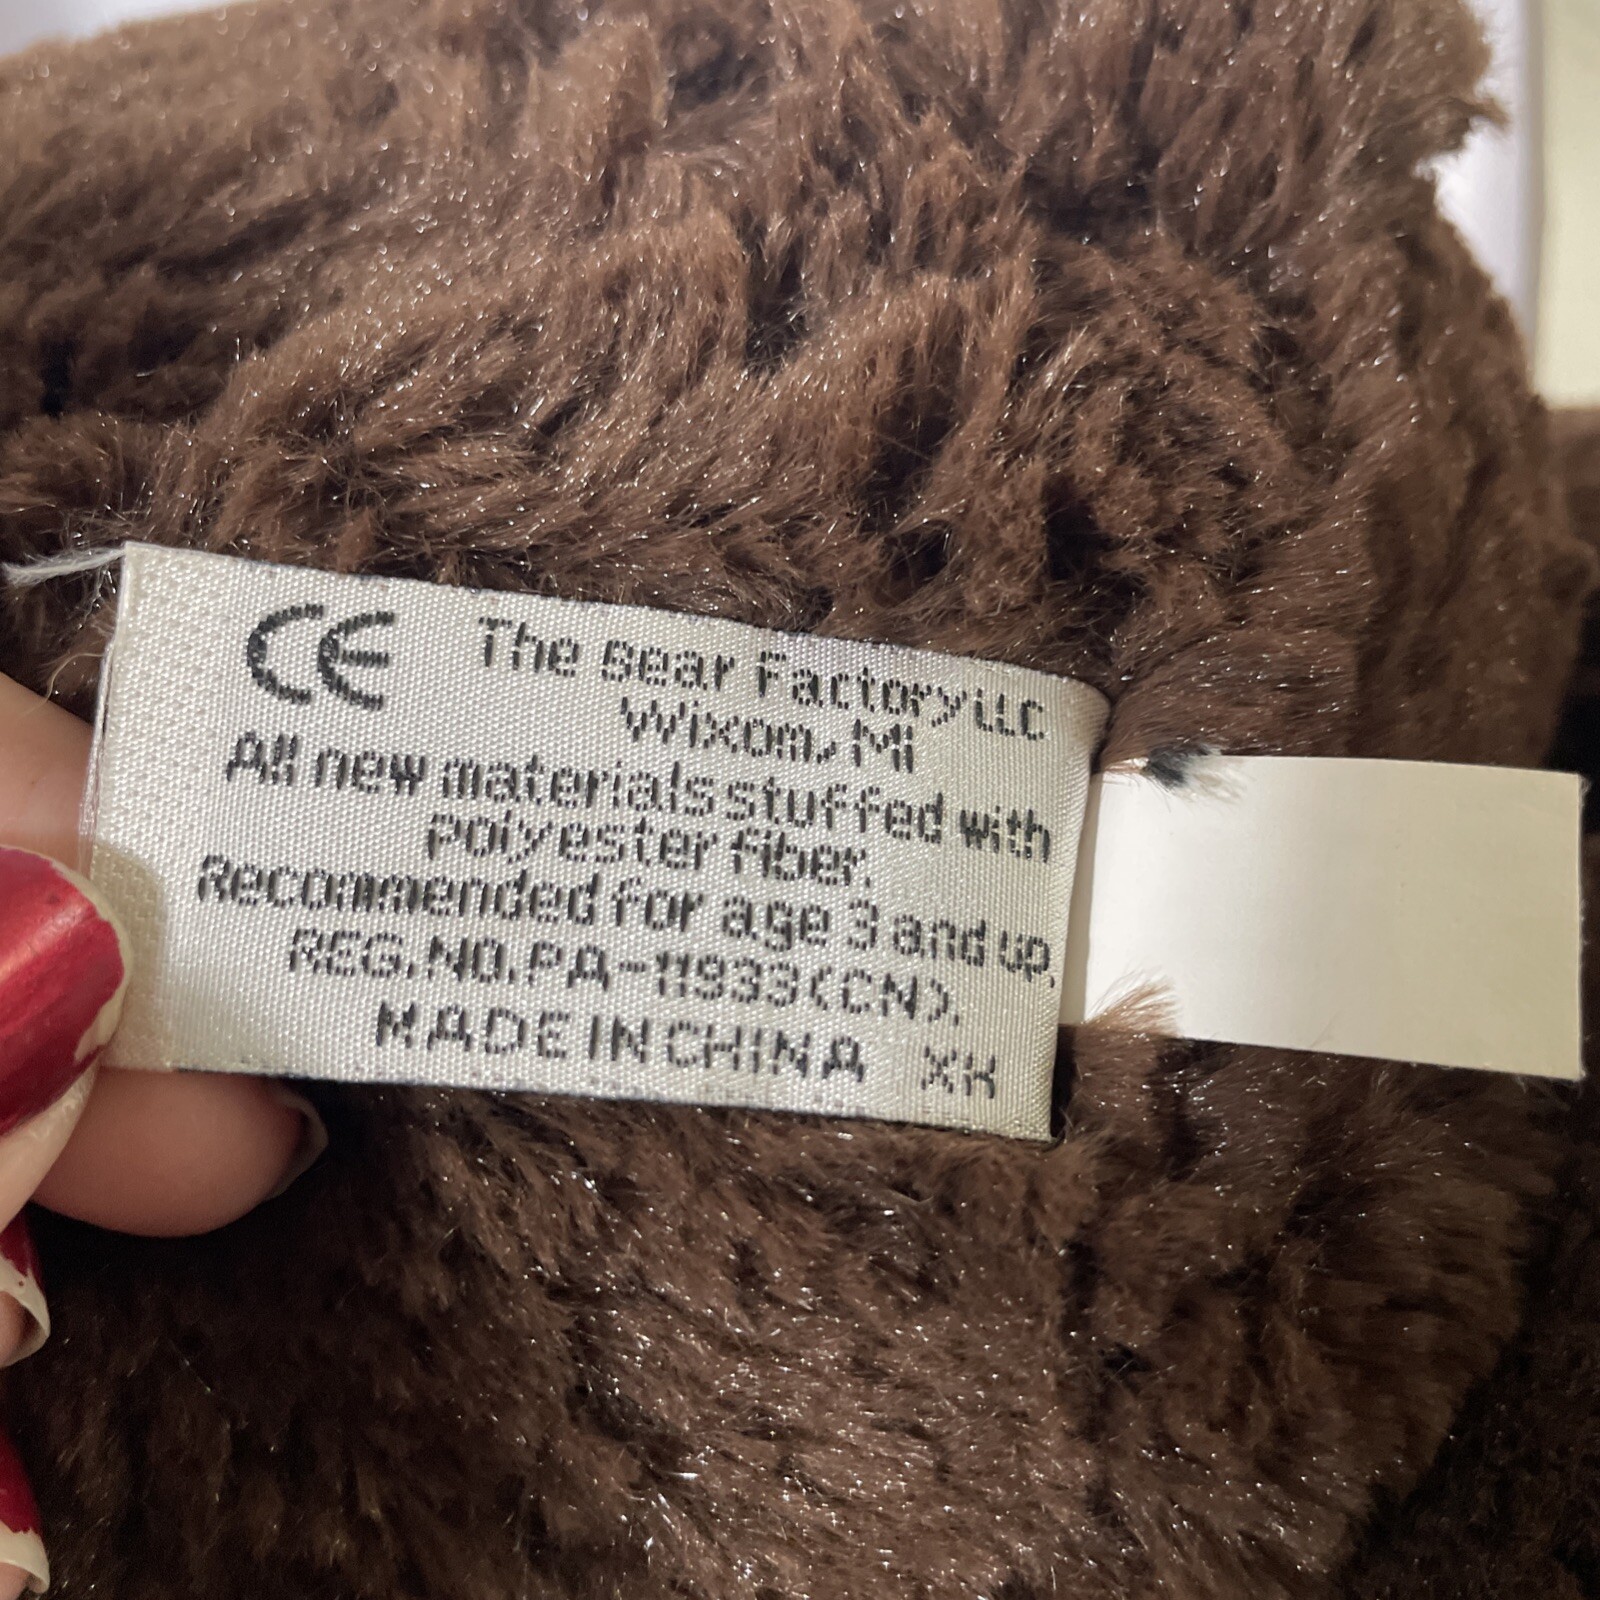 CE The Bear Factory LLC
Wixom, MI
All new materials stuffed with
polyester fiber.
Recommended for age 3 and up.
REG.NO.PA-11933(CN).
MADE IN CHINA XK